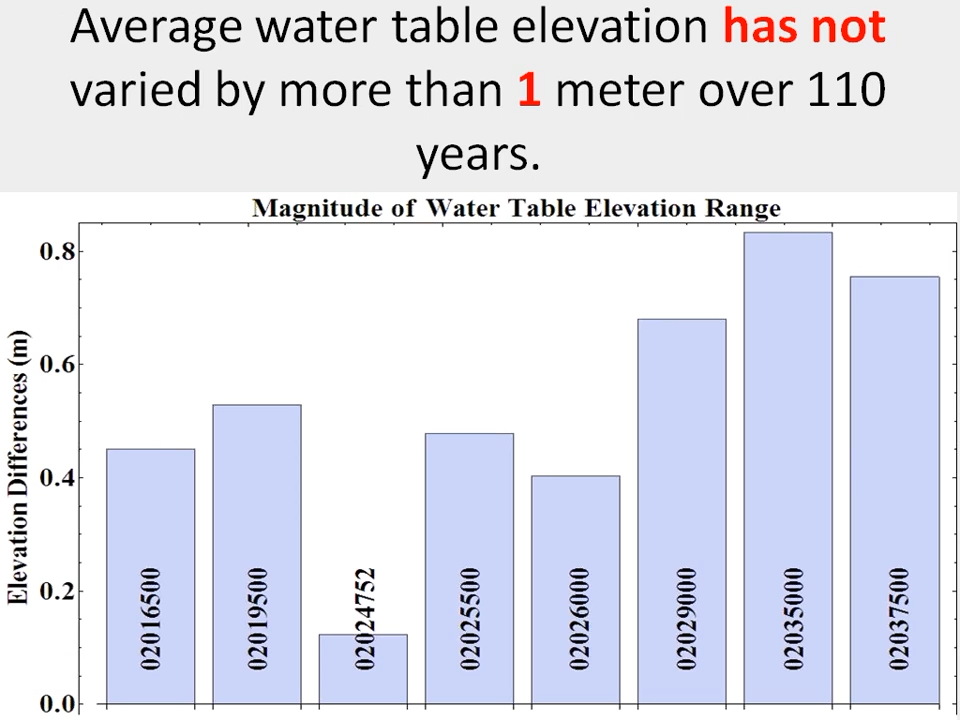 Average water table elevation has not
varied by more than 1 meter over 110
years.
Magnitude of Water Table Elevation Range
Elevation Differences (m)
0.8
0.6
0.4
0.2
0.0
02016500
02019500
02024752
02025500
02026000
02029000
02035000
02037500